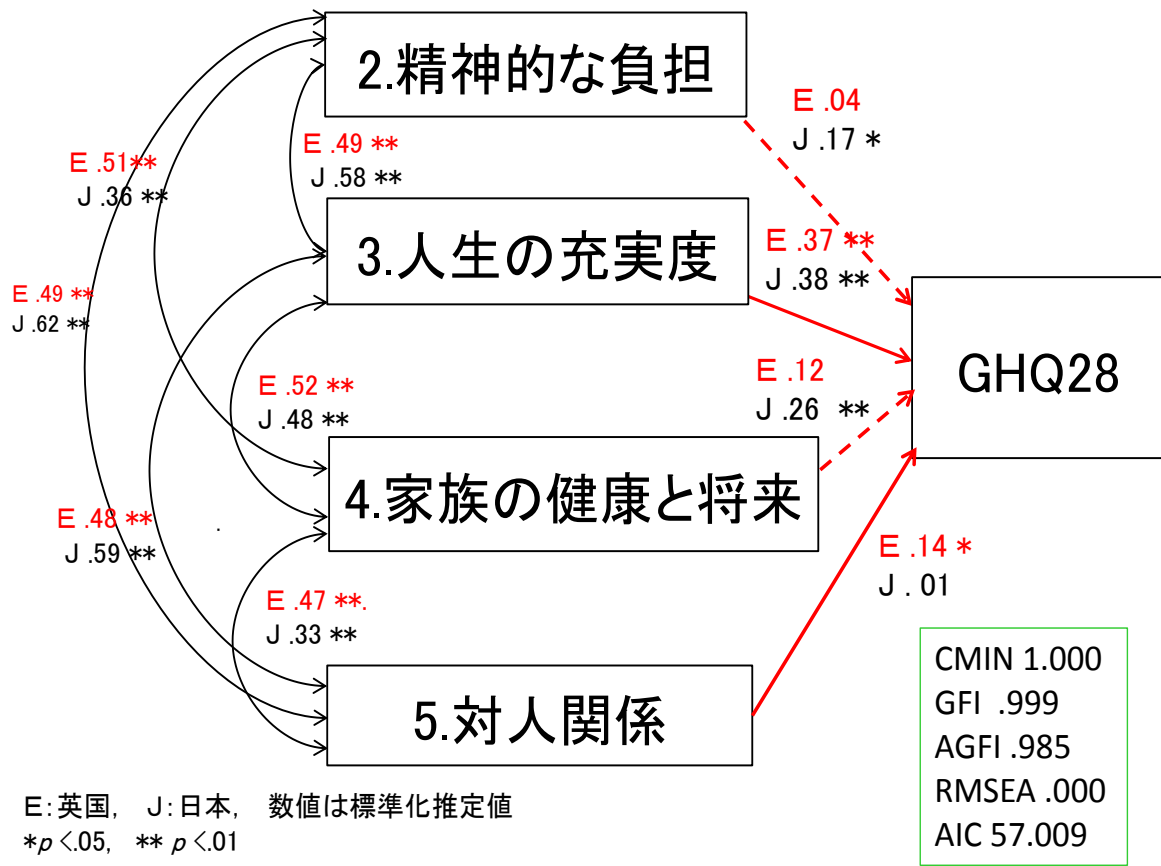 2.精神的な負担
E .04
J .17 *
E .49 **
J .58 **
E .51**
J .36 **
3.人生の充実度
E .37 **
J .38 **
E .49 **
J .62 **
GHQ28
E .52 **
J .48 **
E .12
J .26 **
4.家族の健康と将来
E .48 **
J .59 **
E .14 *
J . 01
E .47 **.
J .33 **
5.対人関係
CMIN 1.000
GFI .999
AGFI .985
RMSEA .000
AIC 57.009
E:英国, J:日本, 数値は標準化推定値
*p <.05, ** p <.01